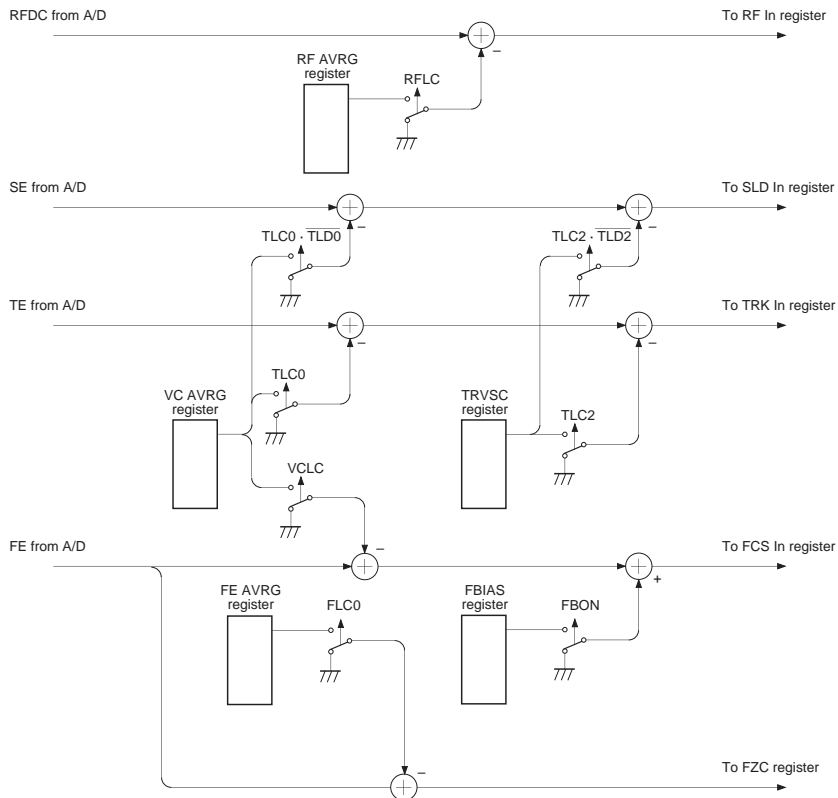 RFDC from A/D
To RF In register
–
RF AVRG
register
RFLC
SE from A/D
To SLD In register
–
–
TLC0 · T̅L̅D̅0̅
TLC2 · T̅L̅D̅2̅
TE from A/D
To TRK In register
–
–
TLC0
VC AVRG
register
TRVSC
register
TLC2
VCLC
FE from A/D
–
To FCS In register
+
FE AVRG
register
FLC0
FBIAS
register
FBON
To FZC register
–